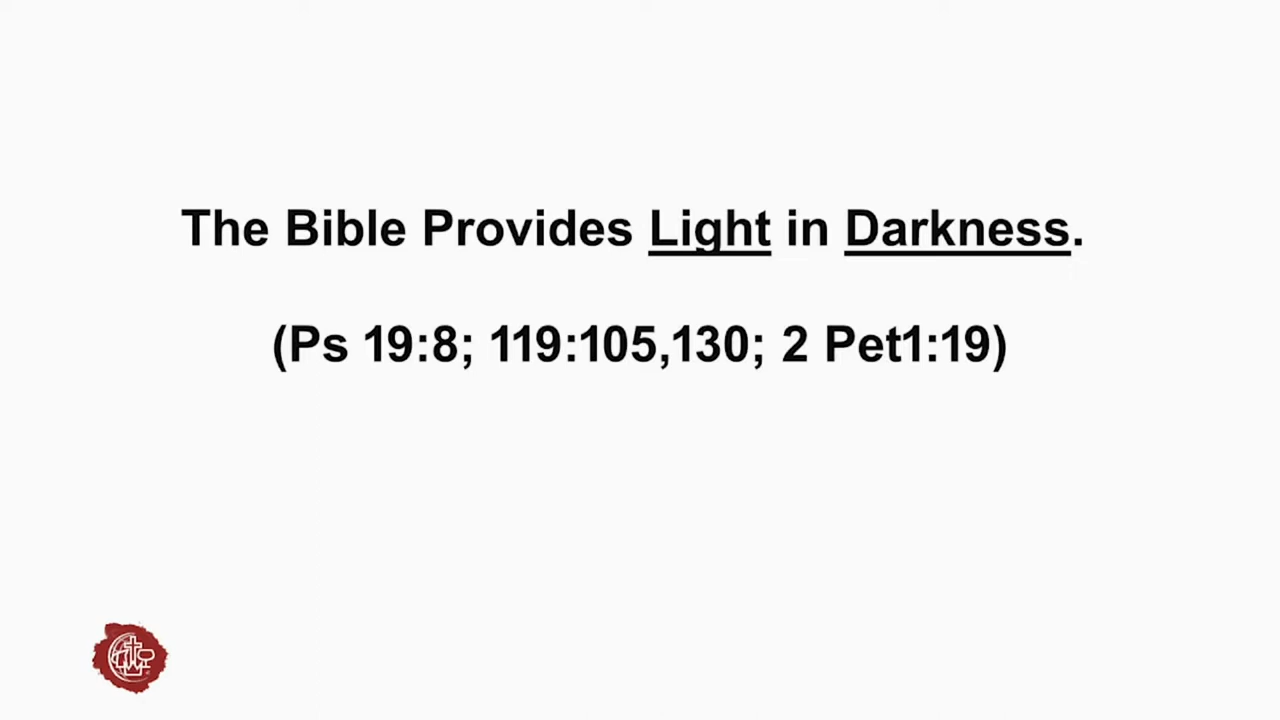 The Bible Provides Light in Darkness.
(Ps 19:8; 119:105,130; 2 Pet1:19)